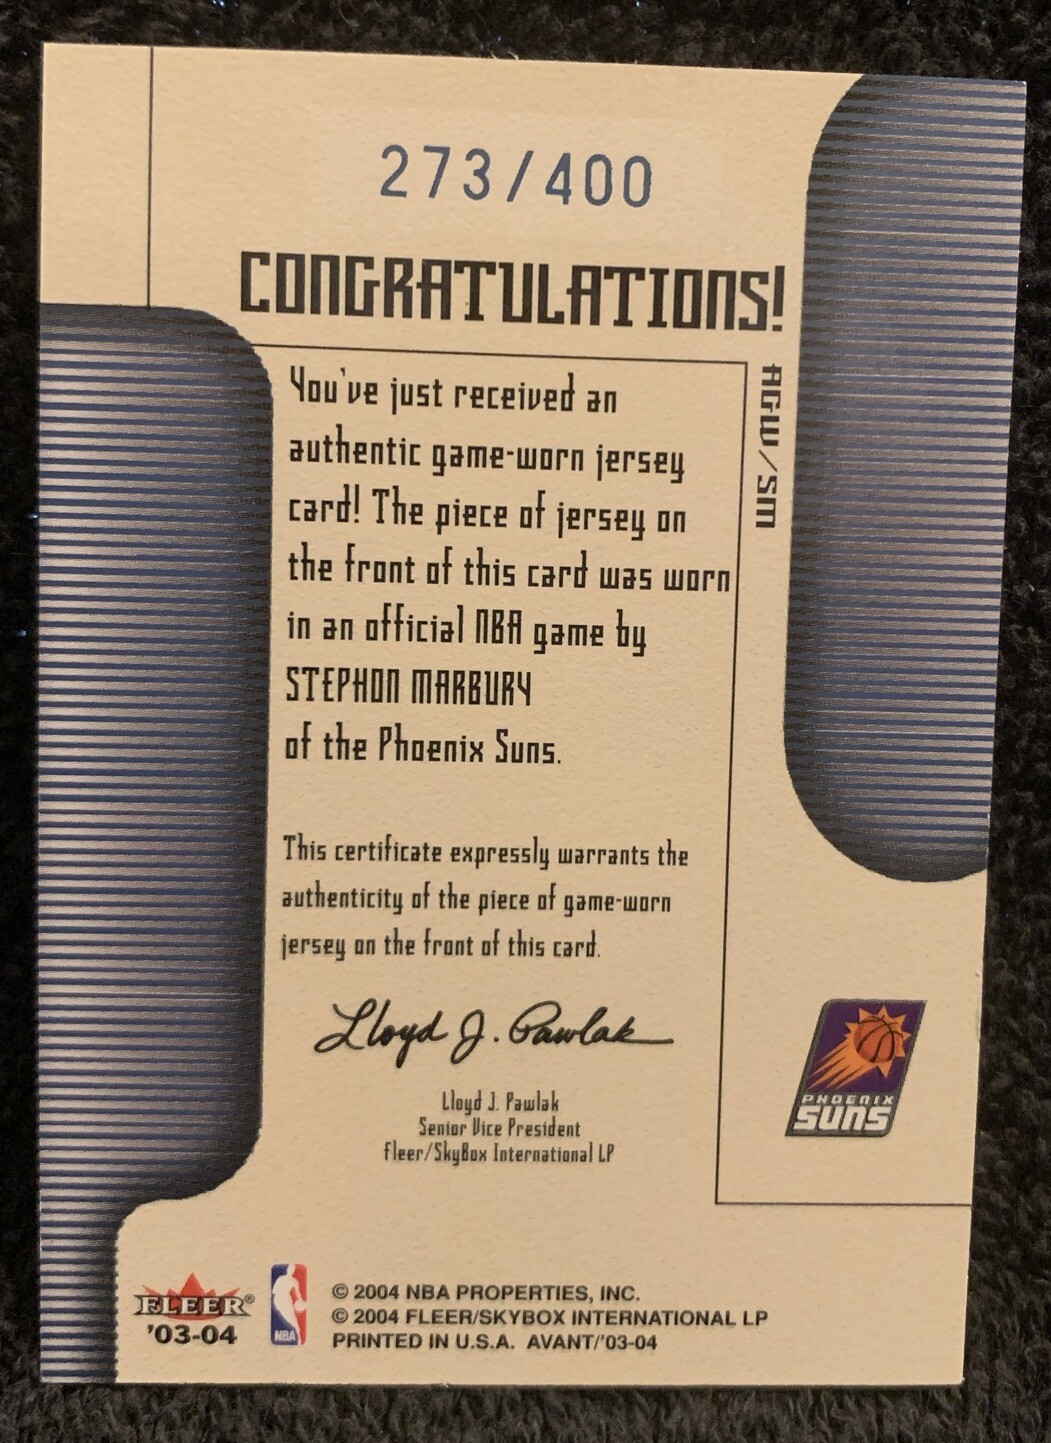 273/400
CONGRATULATIONS!
You've just received an
authentic game-worn jersey
card! The piece of jersey on
the front of this card was worn
in an official NBA game by
STEPHON MARBURY
of the Phoenix Suns.
AGW/SM
This certificate expressly warrants the
authenticity of the piece of game-worn
jersey on the front of this card.
Lloyd J. Pawlak
Lloyd J. Pawlak
Senior Vice President
Fleer/SkyBox International LP
PHOENIX
SUNS
FLEER®
'03-04
NBA
© 2004 NBA PROPERTIES, INC.
© 2004 FLEER/SKYBOX INTERNATIONAL LP
PRINTED IN U.S.A. AVANT/'03-04